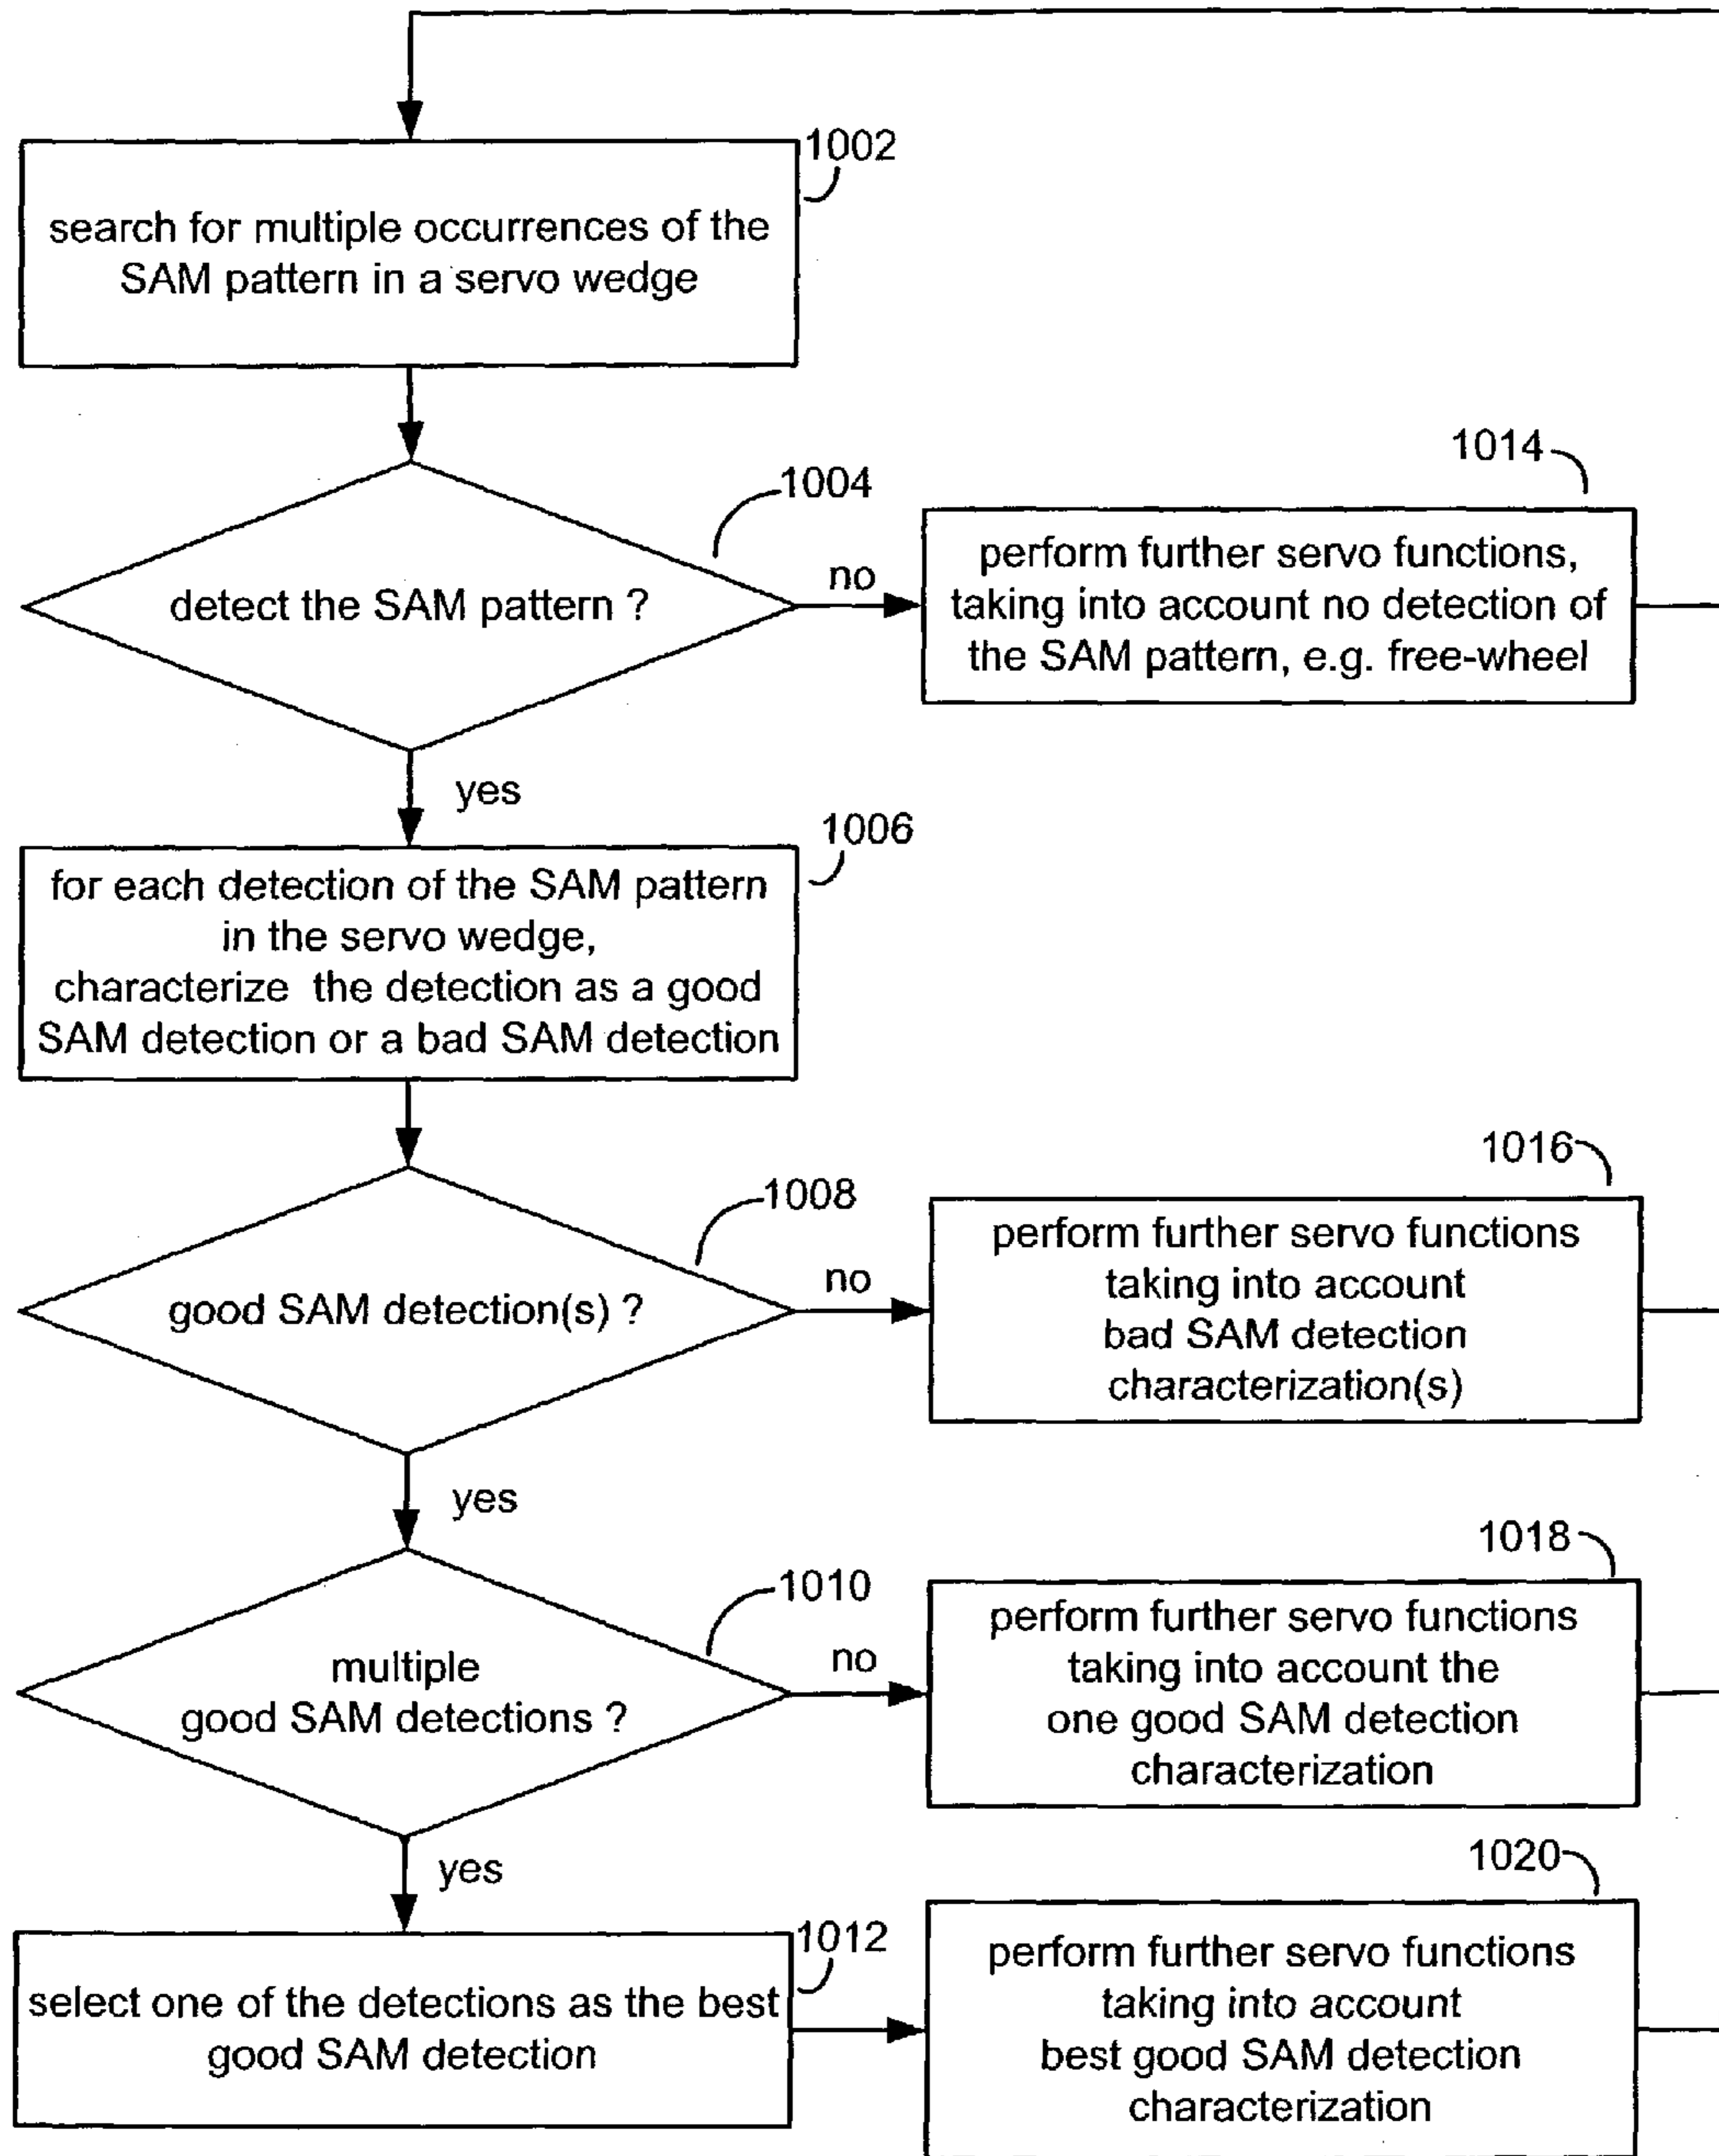 1002
search for multiple occurrences of the
SAM pattern in a servo wedge
1004
detect the SAM pattern ?
no
1014
perform further servo functions,
taking into account no detection of
the SAM pattern, e.g. free-wheel
yes
1006
for each detection of the SAM pattern
in the servo wedge,
characterize the detection as a good
SAM detection or a bad SAM detection
1008
good SAM detection(s) ?
no
1016
perform further servo functions
taking into account
bad SAM detection
characterization(s)
yes
1010
multiple
good SAM detections ?
no
1018
perform further servo functions
taking into account the
one good SAM detection
characterization
yes
1012
select one of the detections as the best
good SAM detection
1020
perform further servo functions
taking into account
best good SAM detection
characterization